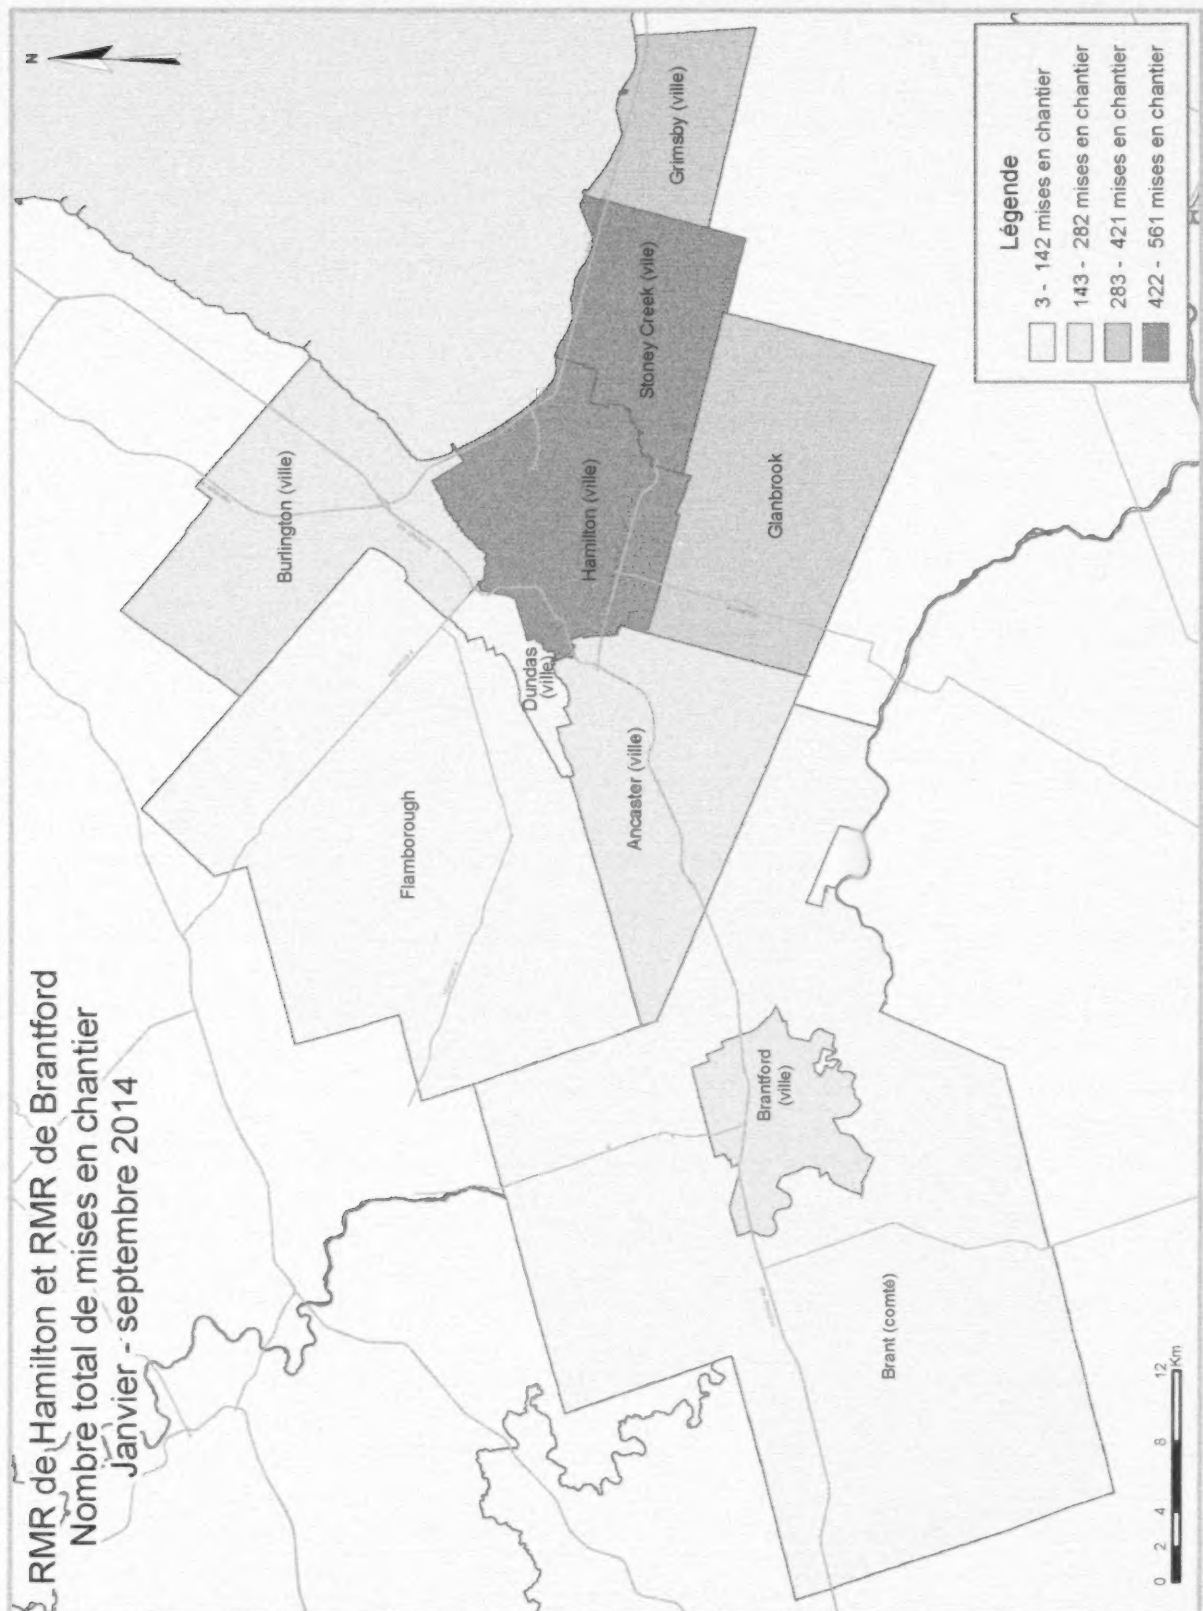 RMR de Hamilton et RMR de Brantford
Nombre total de mises en chantier
Janvier - septembre 2014
N
Burlington (ville)
Flamborough
Dundas
(ville)
Hamilton (ville)
Stoney Creek (ville)
Grimsby (ville)
Ancaster (ville)
Glanbrook
Brantford
(ville)
Brant (comté)
Légende
3 - 142 mises en chantier
143 - 282 mises en chantier
283 - 421 mises en chantier
422 - 561 mises en chantier
0 2 4 8 12
Km